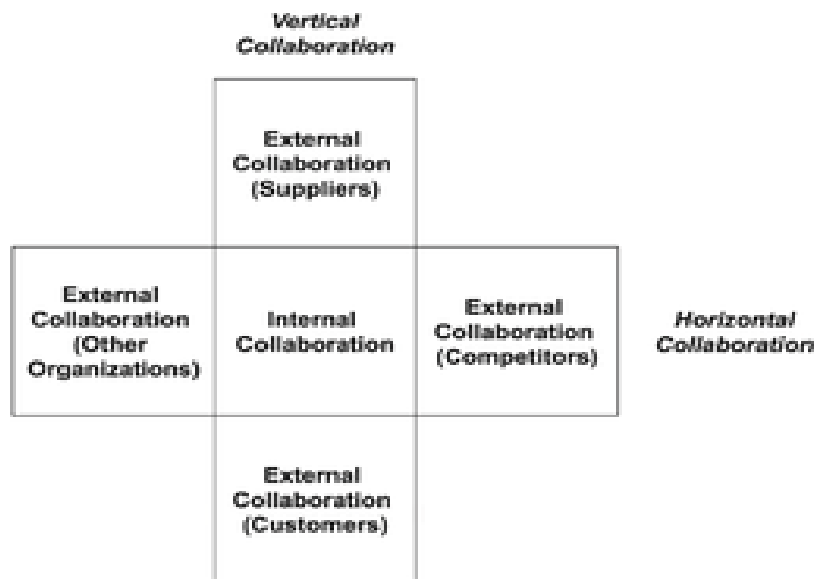 Vertical
Collaboration
External
Collaboration
(Suppliers)
External
Collaboration
(Other
Organizations)
Internal
Collaboration
External
Collaboration
(Competitors)
Horizontal
Collaboration
External
Collaboration
(Customers)